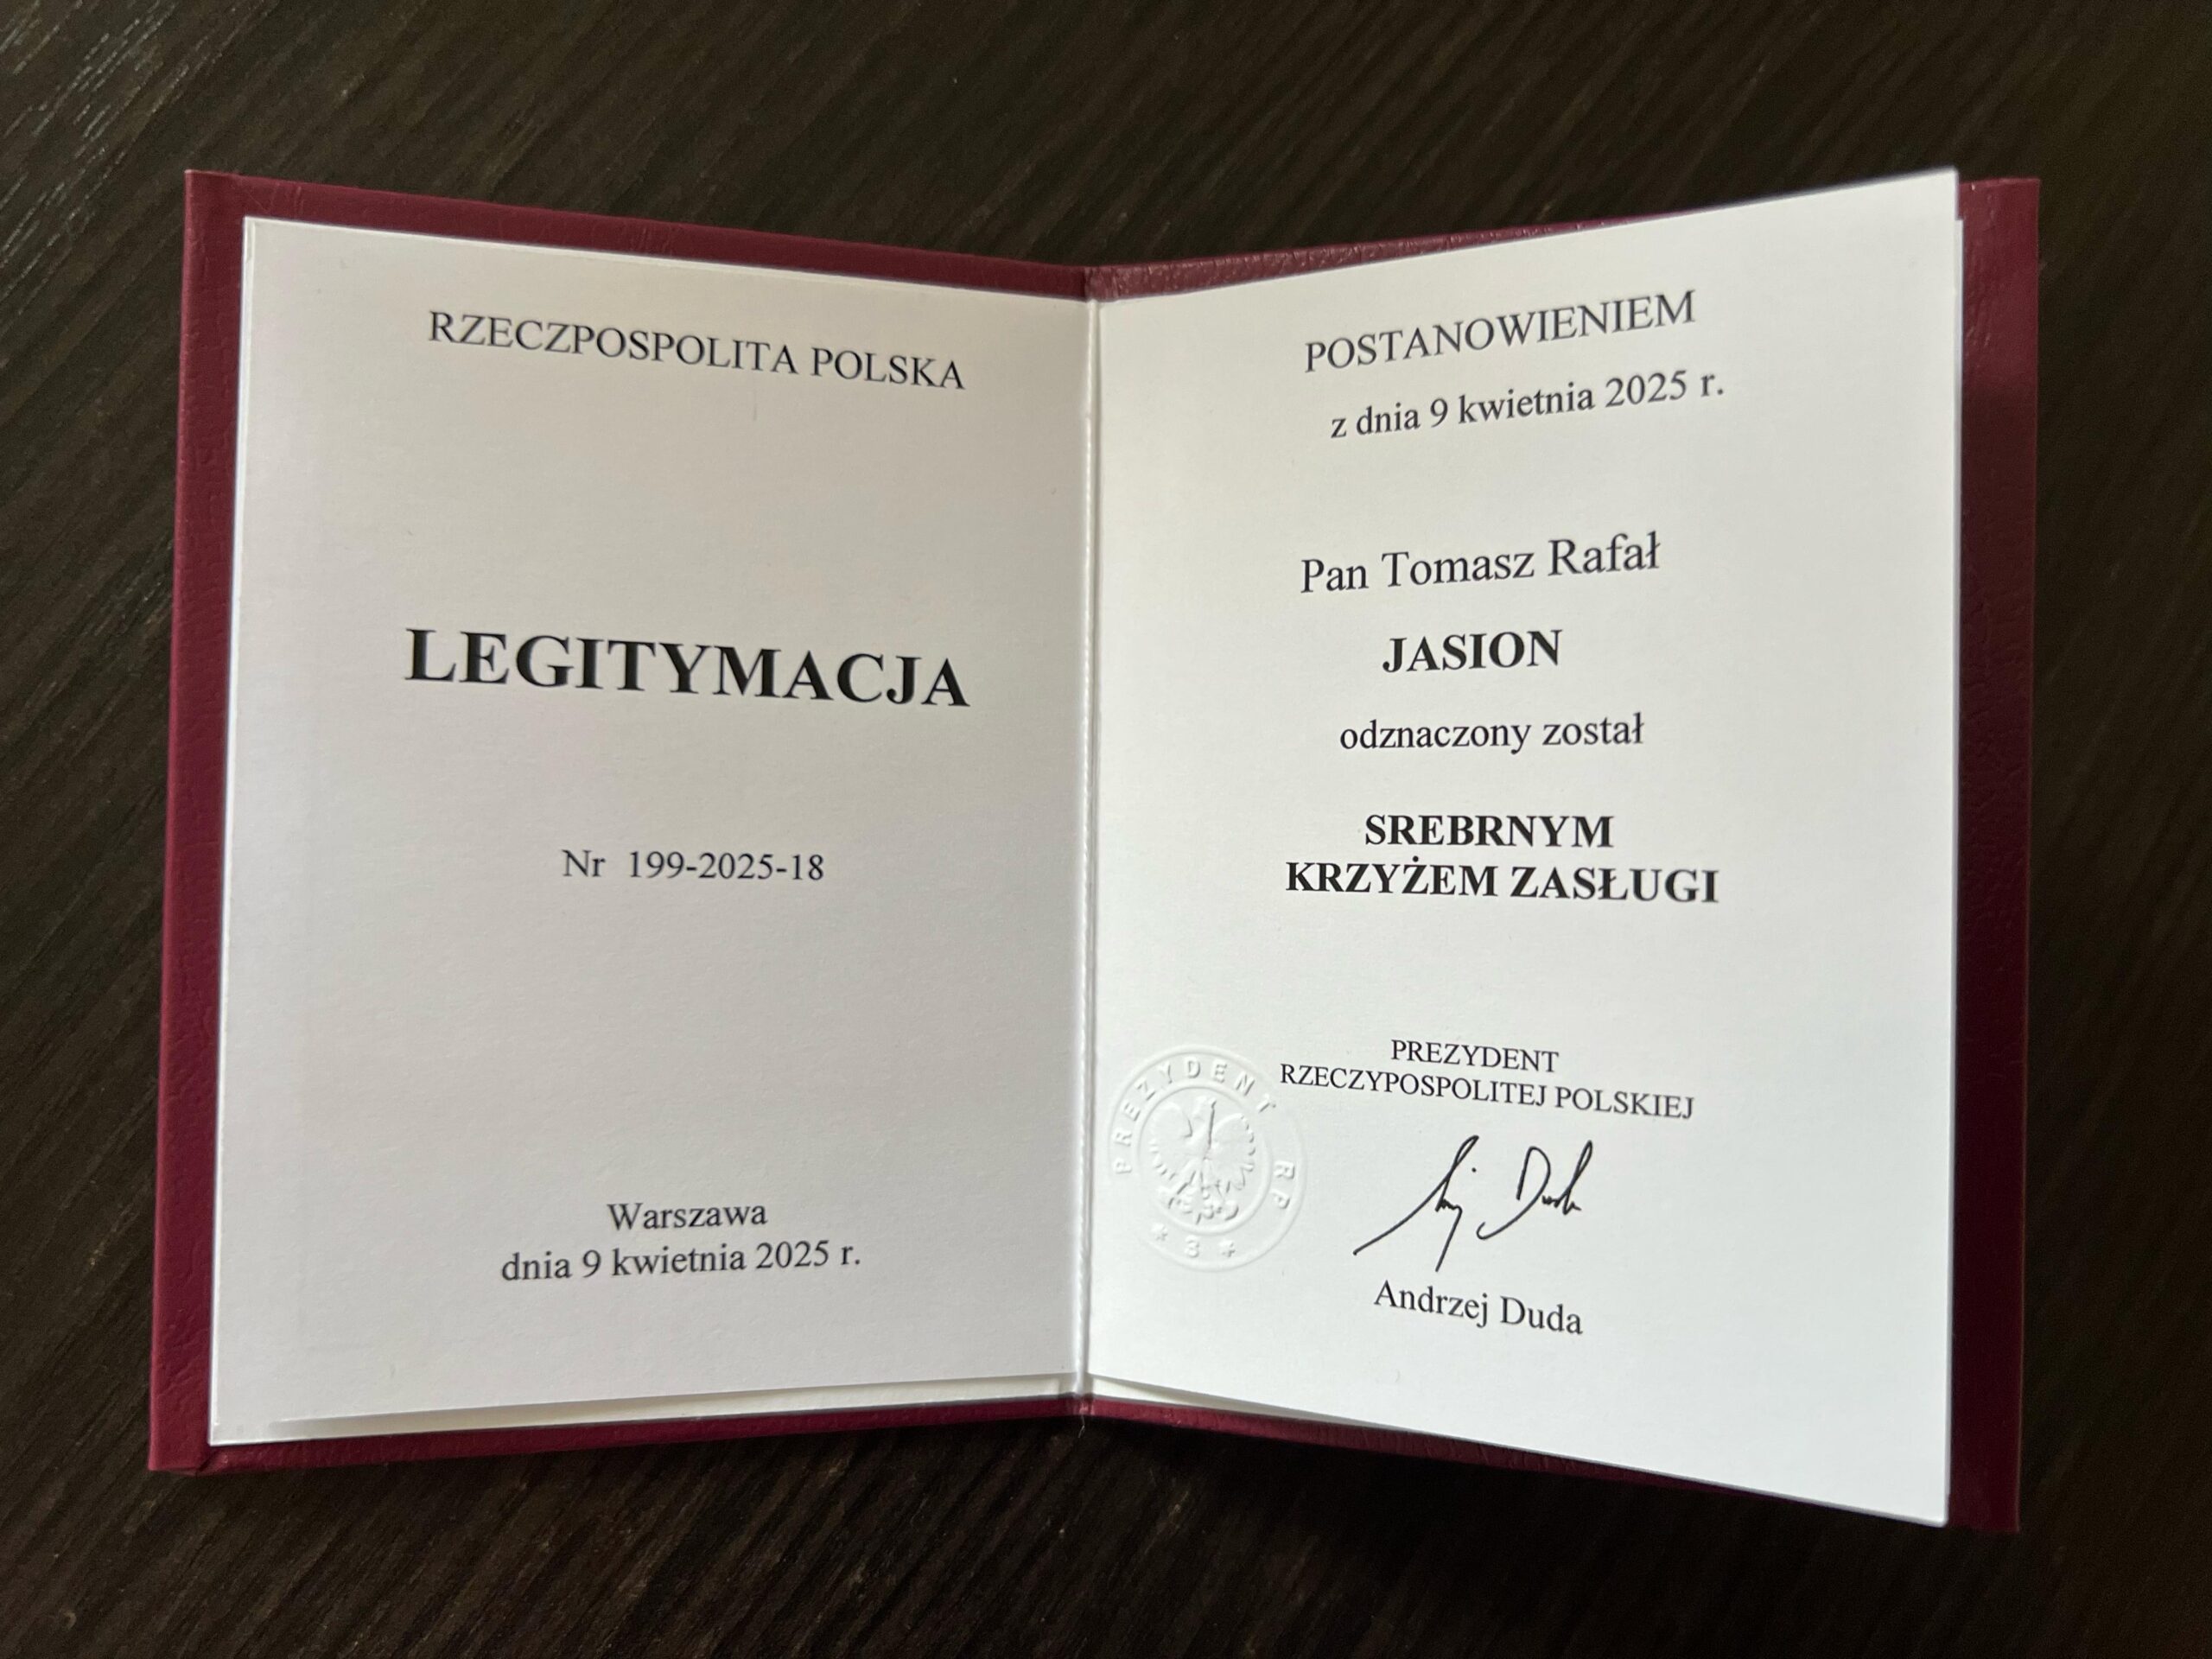 RZECZPOSPOLITA POLSKA
LEGITYMACJA
Nr 199-2025-18
Warszawa
dnia 9 kwietnia 2025 r.
POSTANOWIENIEM
z dnia 9 kwietnia 2025 r.
Pan Tomasz Rafał
JASION
odznaczony został
SREBRNYM
KRZYŻEM ZASŁUGI
PREZYDENT
RZECZYPOSPOLITEJ POLSKIEJ
PREZYDENT RP
* 3 *
Andrzej Duda